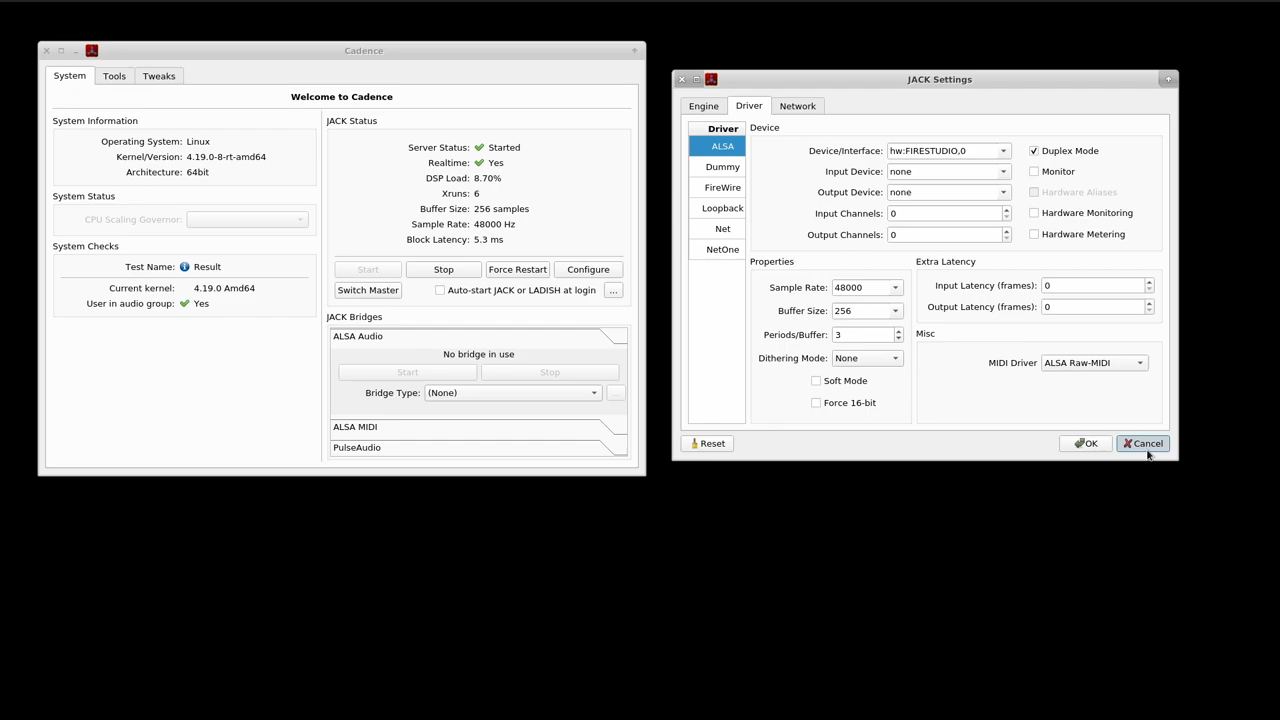 Cadence
System
Tools
Tweaks
Welcome to Cadence
System Information
Operating System: Linux
Kernel/Version: 4.19.0-8-rt-amd64
Architecture: 64bit
System Status
CPU Scaling Governor:
System Checks
Test Name: Result
Current kernel: 4.19.0 Amd64
User in audio group: Yes
JACK Status
Server Status: Started
Realtime: Yes
DSP Load: 8.70%
Xruns: 6
Buffer Size: 256 samples
Sample Rate: 48000 Hz
Block Latency: 5.3 ms
Start
Stop
Force Restart
Configure
Switch Master
Auto-start JACK or LADISH at login
...
JACK Bridges
ALSA Audio
No bridge in use
Start
Stop
Bridge Type: (None)
...
ALSA MIDI
PulseAudio
JACK Settings
Engine
Driver
Network
Driver
ALSA
Dummy
FireWire
Loopback
Net
NetOne
Device
Device/Interface: hw:FIRESTUDIO,0
Input Device: none
Output Device: none
Input Channels: 0
Output Channels: 0
Duplex Mode
Monitor
Hardware Aliases
Hardware Monitoring
Hardware Metering
Properties
Sample Rate: 48000
Buffer Size: 256
Periods/Buffer: 3
Dithering Mode: None
Soft Mode
Force 16-bit
Extra Latency
Input Latency (frames): 0
Output Latency (frames): 0
Misc
MIDI Driver ALSA Raw-MIDI
Reset
OK
Cancel